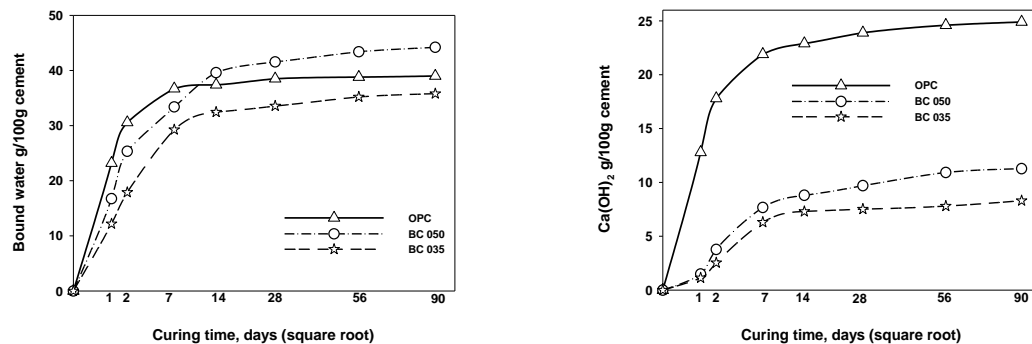 Bound water g/100g cement
50
40
30
20
10
0
1 2 7 14 28 56 90
Curing time, days (square root)
OPC
BC 050
BC 035
Ca(OH)2 g/100g cement
25
20
15
10
5
0
1 2 7 14 28 56 90
Curing time, days (square root)
OPC
BC 050
BC 035